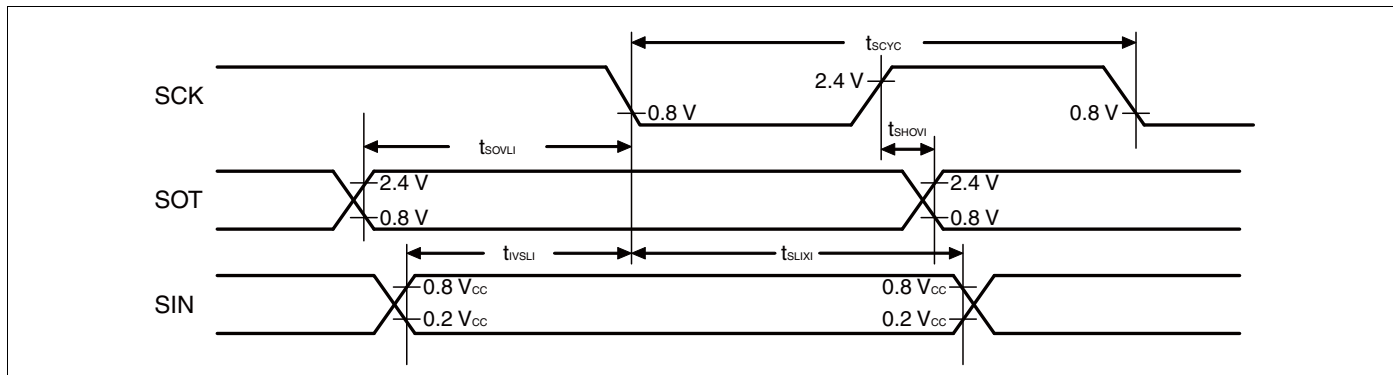 tSCYC
SCK
2.4 V
0.8 V
0.8 V
tSHOVI
tSOVLI
SOT
2.4 V
2.4 V
0.8 V
0.8 V
tIVSLI
tSLIXI
SIN
0.8 VCC
0.8 VCC
0.2 VCC
0.2 VCC